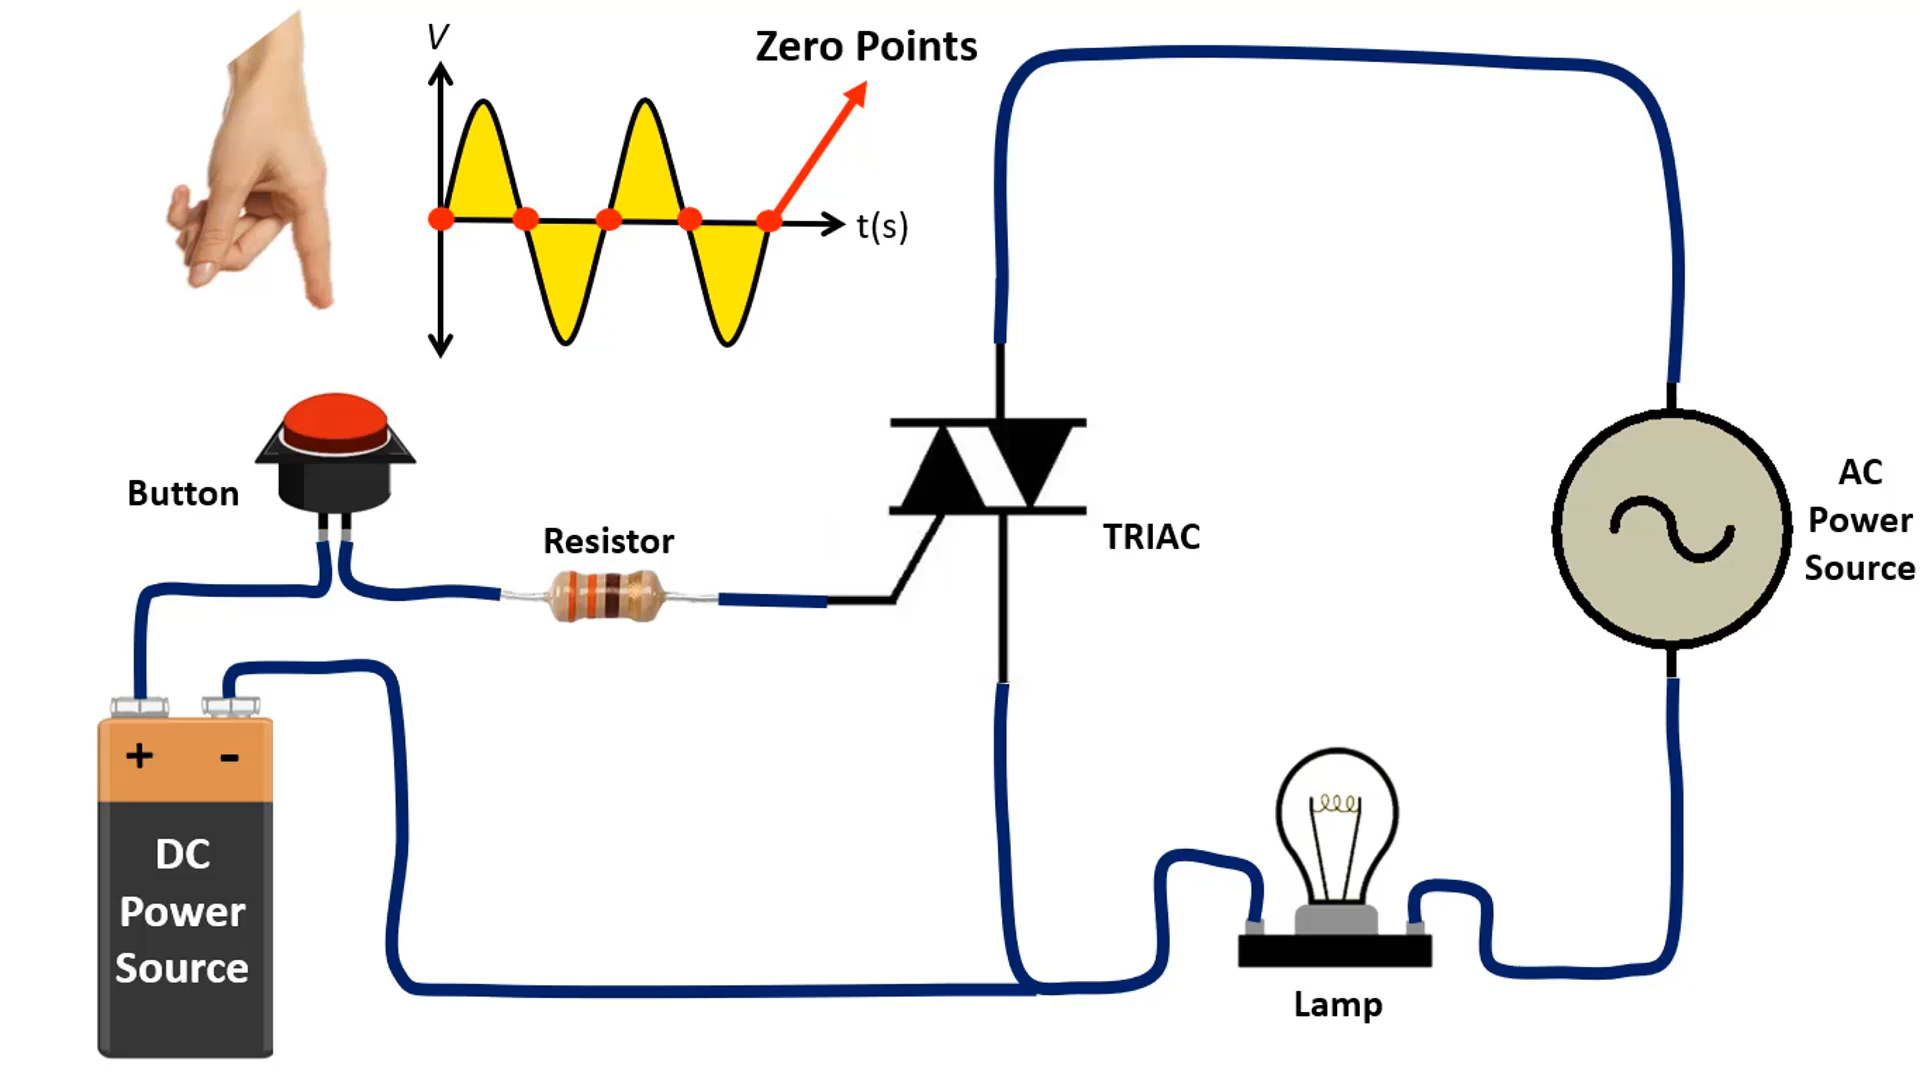 V
Zero Points
t(s)
Button
Resistor
TRIAC
AC
Power
Source
+ -
DC
Power
Source
Lamp